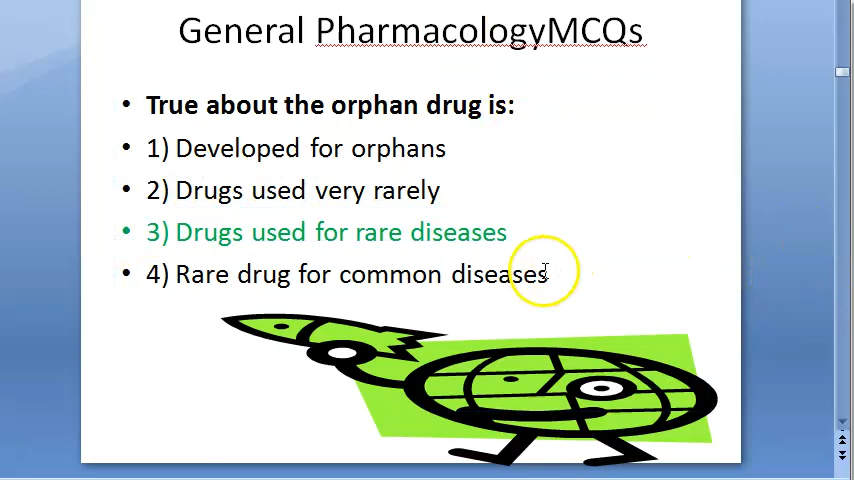 General PharmacologyMCQs
• True about the orphan drug is:
• 1) Developed for orphans
• 2) Drugs used very rarely
• 3) Drugs used for rare diseases
• 4) Rare drug for common diseases